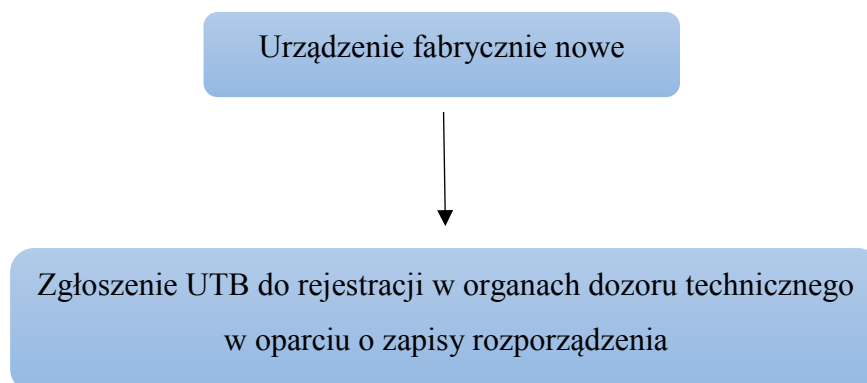 Urządzenie fabrycznie nowe
Zgłoszenie UTB do rejestracji w organach dozoru technicznego
w oparciu o zapisy rozporządzenia